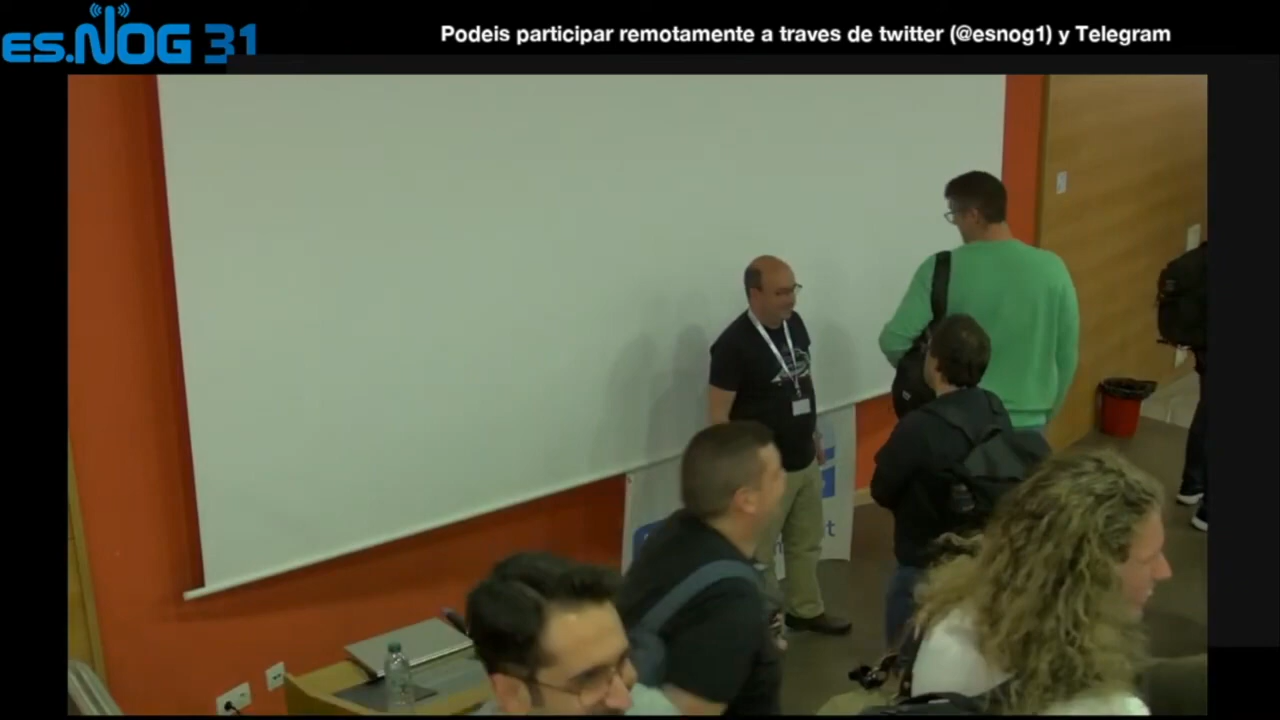 es.NOG 31
Podeis participar remotamente a traves de twitter (@esnog1) y Telegram